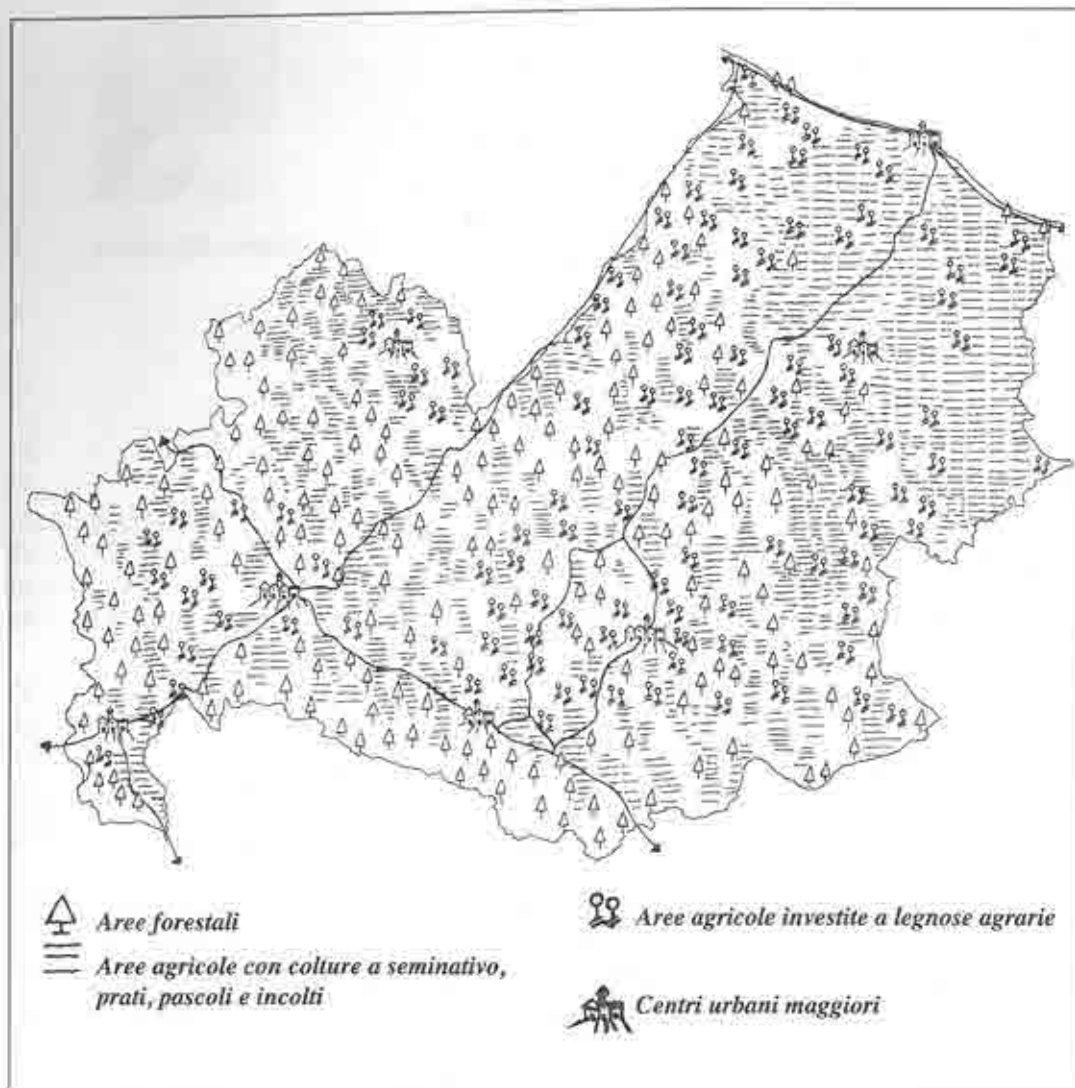 Aree forestali
Aree agricole con colture a seminativo,
prati, pascoli e incolti
Aree agricole investite a legnose agrarie
Centri urbani maggiori